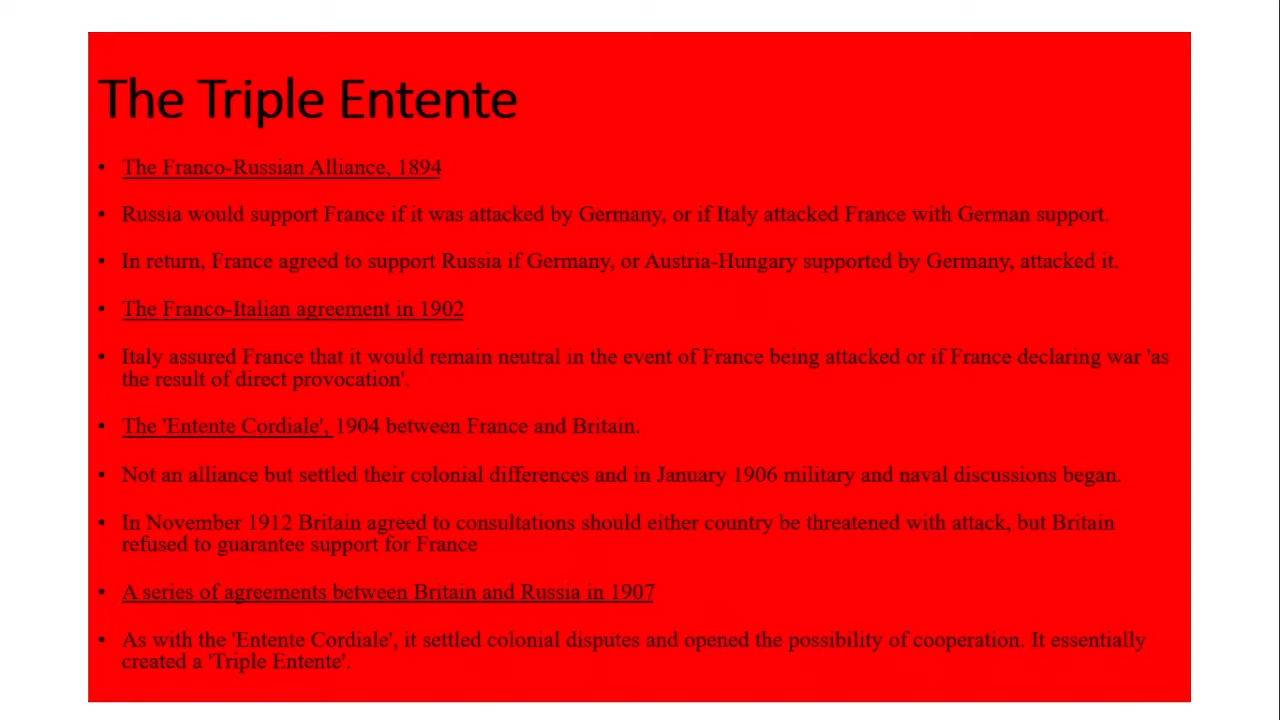 The Triple Entente
• The Franco-Russian Alliance, 1894
• Russia would support France if it was attacked by Germany, or if Italy attacked France with German support.
• In return, France agreed to support Russia if Germany, or Austria-Hungary supported by Germany, attacked it.
• The Franco-Italian agreement in 1902
• Italy assured France that it would remain neutral in the event of France being attacked or if France declaring war 'as
the result of direct provocation'.
• The 'Entente Cordiale', 1904 between France and Britain.
• Not an alliance but settled their colonial differences and in January 1906 military and naval discussions began.
• In November 1912 Britain agreed to consultations should either country be threatened with attack, but Britain
refused to guarantee support for France
• A series of agreements between Britain and Russia in 1907
• As with the 'Entente Cordiale', it settled colonial disputes and opened the possibility of cooperation. It essentially
created a 'Triple Entente'.